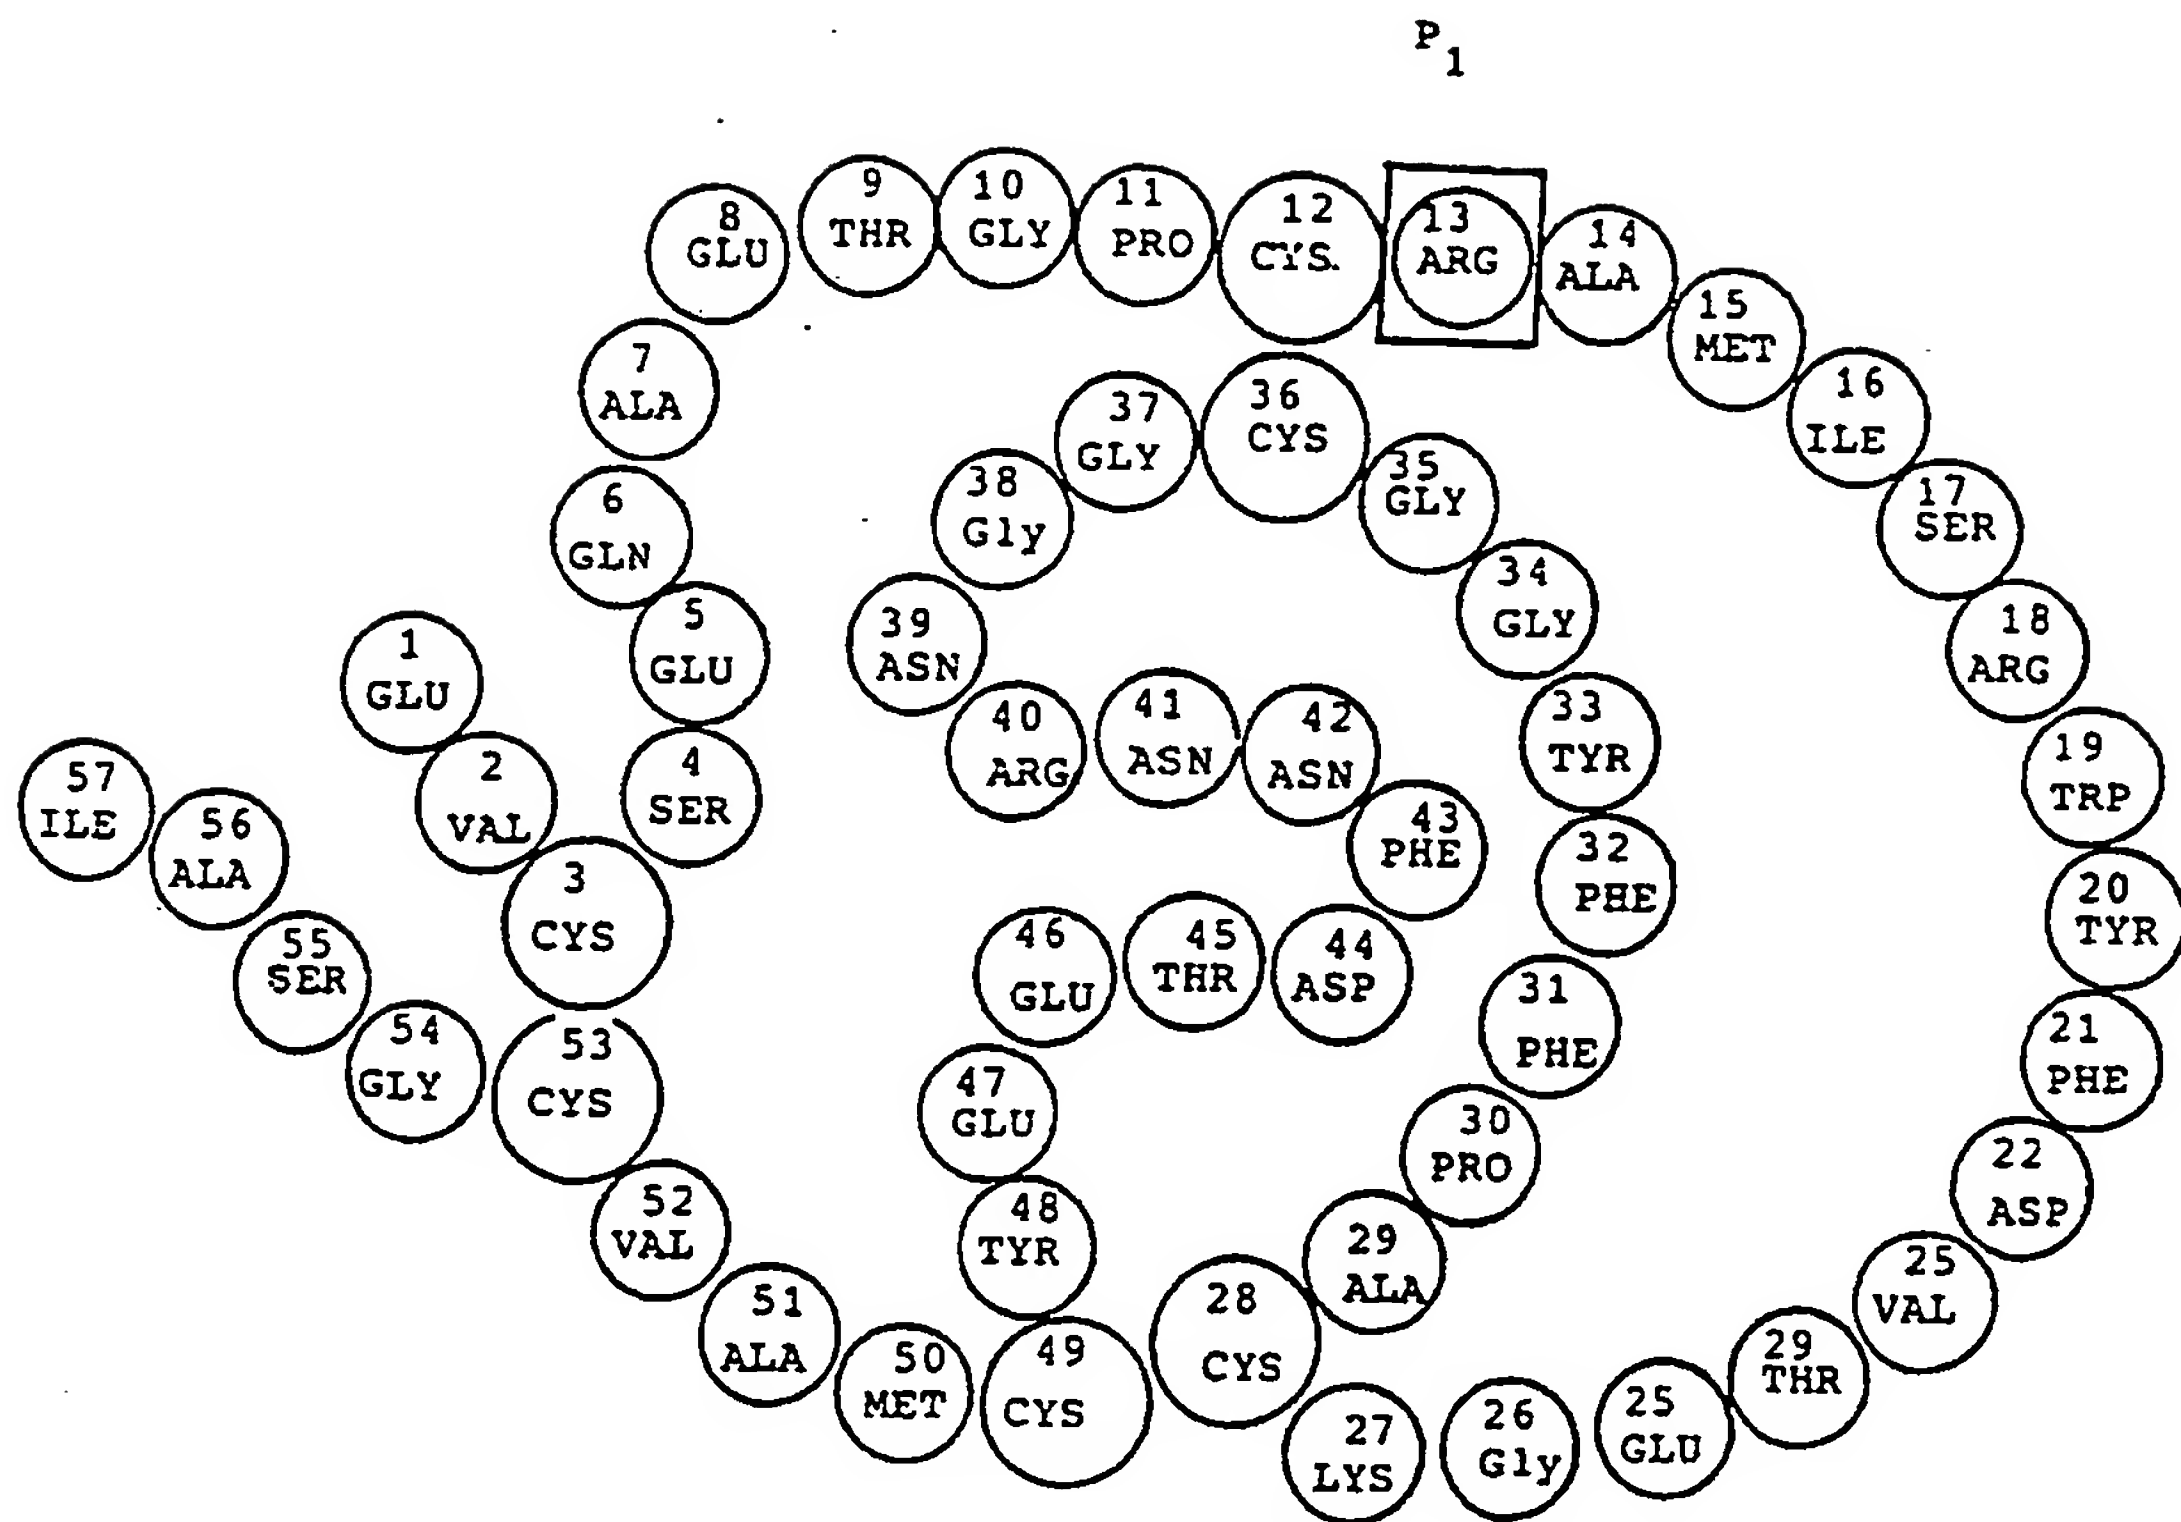 P1
1
GLU
2
VAL
3
CYS
4
SER
5
GLU
6
GLN
7
ALA
8
GLU
9
THR
10
GLY
11
PRO
12
CYS.
13
ARG
14
ALA
15
MET
16
ILE
17
SER
18
ARG
19
TRP
20
TYR
21
PHE
22
ASP
25
VAL
29
THR
25
GLU
26
Gly
27
LYS
28
CYS
29
ALA
30
PRO
31
PHE
32
PHE
33
TYR
34
GLY
35
GLY
36
CYS
37
GLY
38
Gly
39
ASN
40
ARG
41
ASN
42
ASN
43
PHE
44
ASP
45
THR
46
GLU
47
GLU
48
TYR
49
CYS
50
MET
51
ALA
52
VAL
53
CYS
54
GLY
55
SER
56
ALA
57
ILE